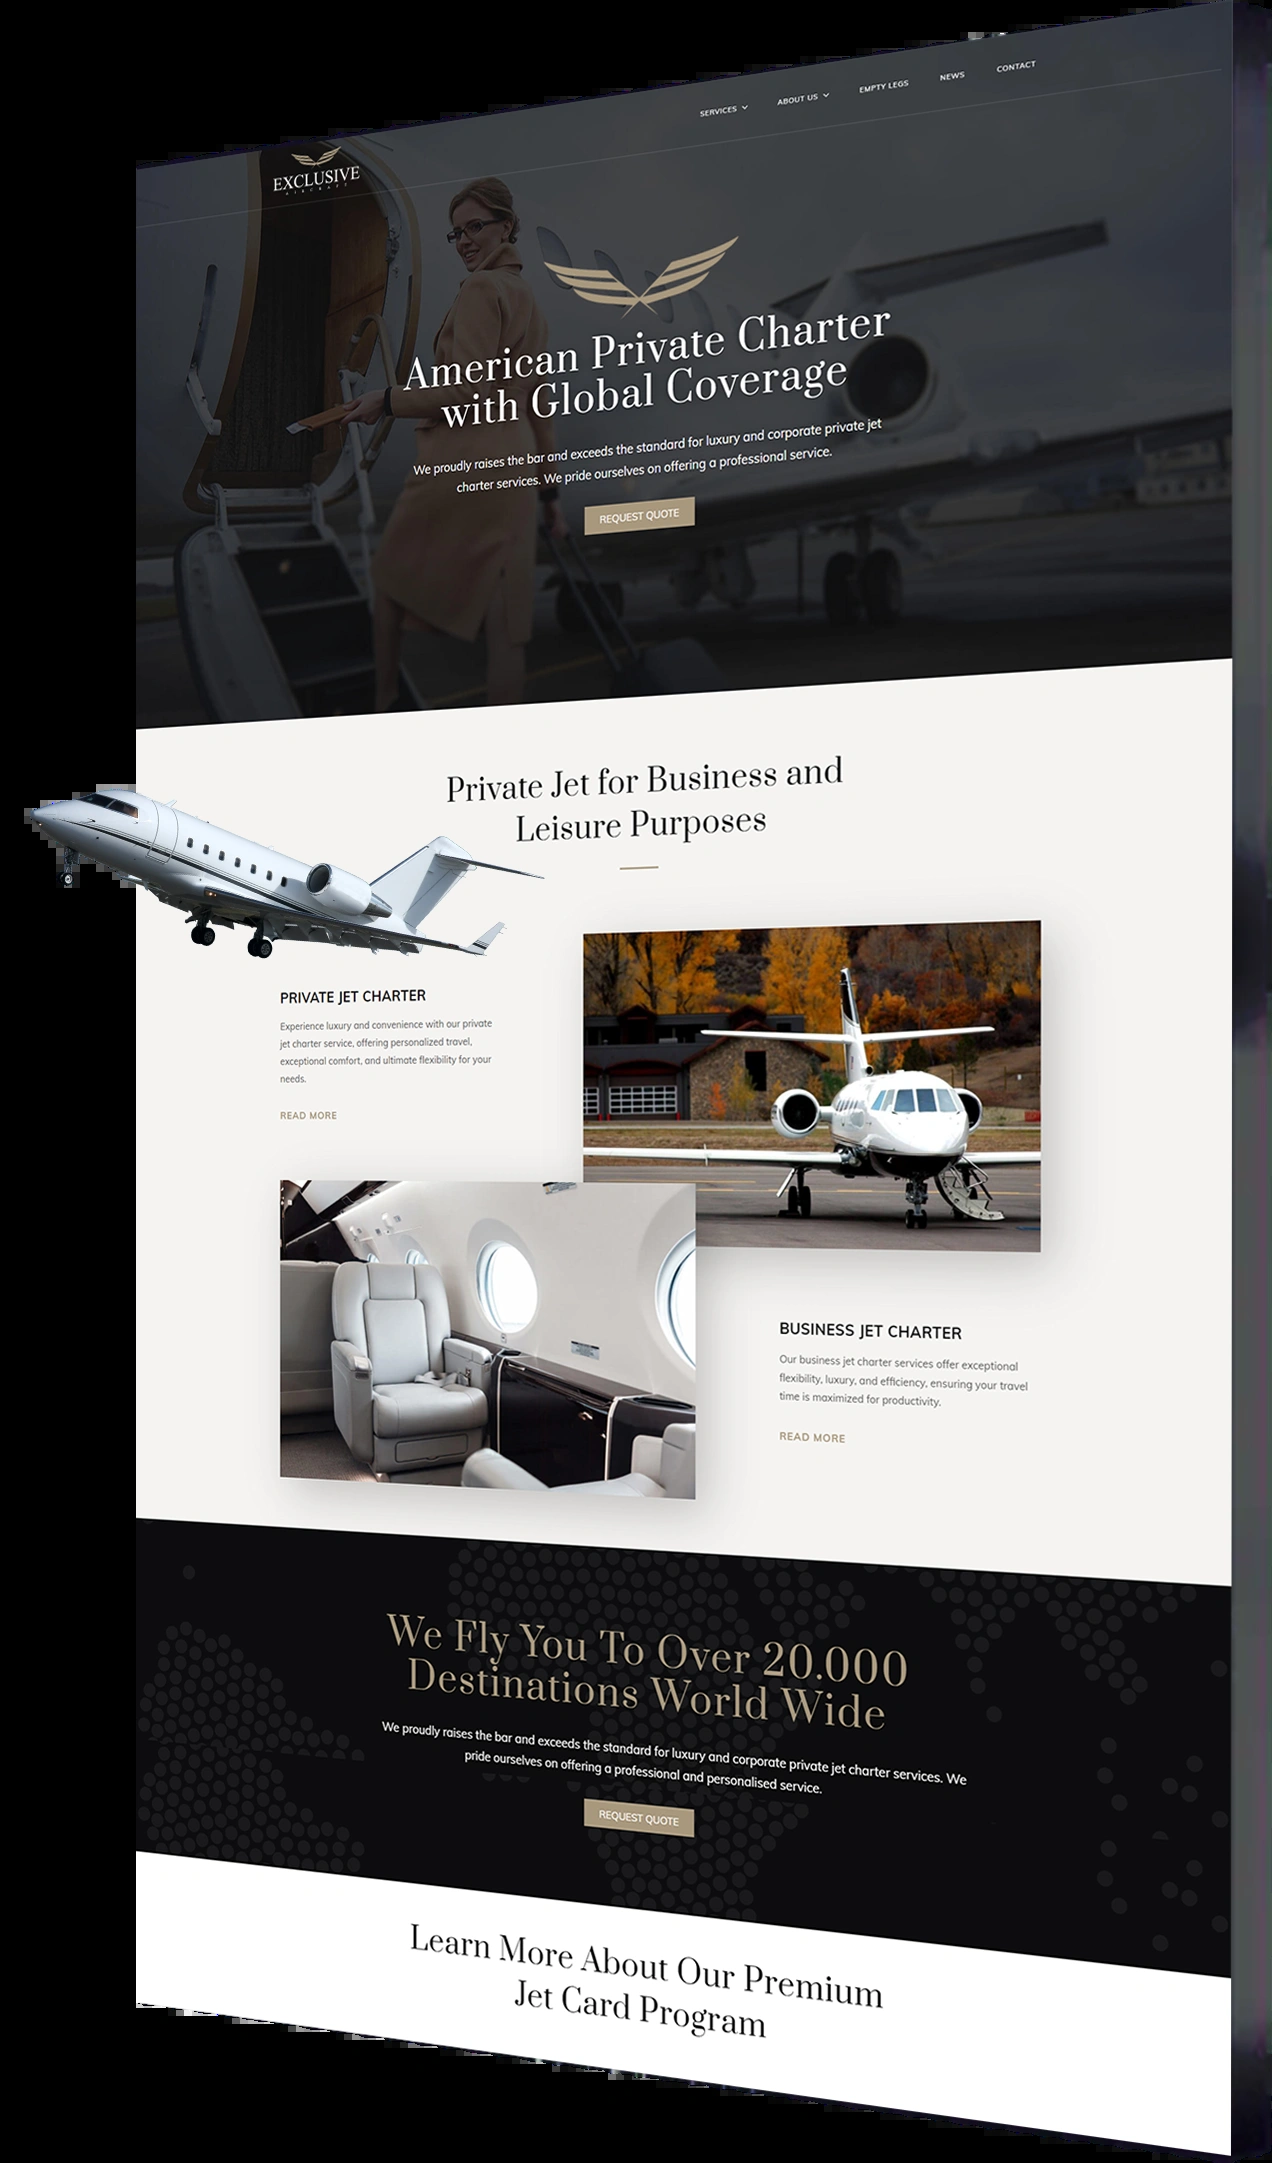 SERVICES
ABOUT US
EMPTY LEGS
NEWS
CONTACT
EXCLUSIVE
AIRCRAFT
American Private Charter
with Global Coverage
We proudly raises the bar and exceeds the standard for luxury and corporate private jet
charter services. We pride ourselves on offering a professional service.
REQUEST QUOTE
Private Jet for Business and
Leisure Purposes
PRIVATE JET CHARTER
Experience luxury and convenience with our private
jet charter service, offering personalized travel,
exceptional comfort, and ultimate flexibility for your
needs.
READ MORE
BUSINESS JET CHARTER
Our business jet charter services offer exceptional
flexibility, luxury, and efficiency, ensuring your travel
time is maximized for productivity.
READ MORE
We Fly You To Over 20.000
Destinations World Wide
We proudly raises the bar and exceeds the standard for luxury and corporate private jet charter services. We
pride ourselves on offering a professional and personalised service.
REQUEST QUOTE
Learn More About Our Premium
Jet Card Program